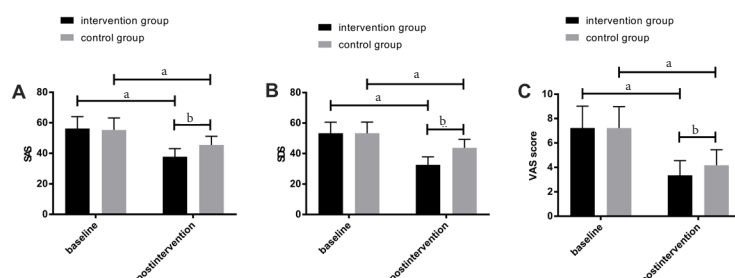 intervention group
control group
a
A
a
80
60
b
SAS
40
20
0
baseline
postintervention
intervention group
control group
a
B
a
80
60
b
SDS
40
20
0
baseline
postintervention
intervention group
control group
a
C
a
10
8
b
VAS score
6
4
2
0
baseline
postintervention